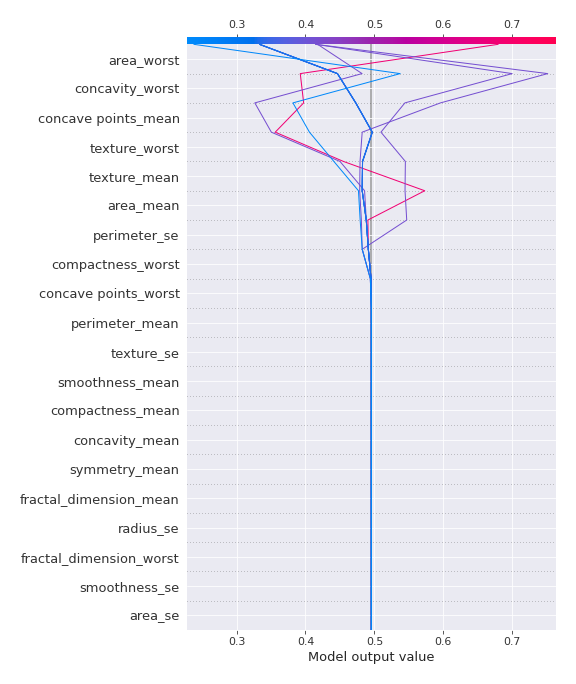 0.3 0.4 0.5 0.6 0.7
area_worst
concavity_worst
concave points_mean
texture_worst
texture_mean
area_mean
perimeter_se
compactness_worst
concave points_worst
perimeter_mean
texture_se
smoothness_mean
compactness_mean
concavity_mean
symmetry_mean
fractal_dimension_mean
radius_se
fractal_dimension_worst
smoothness_se
area_se
0.3 0.4 0.5 0.6 0.7
Model output value